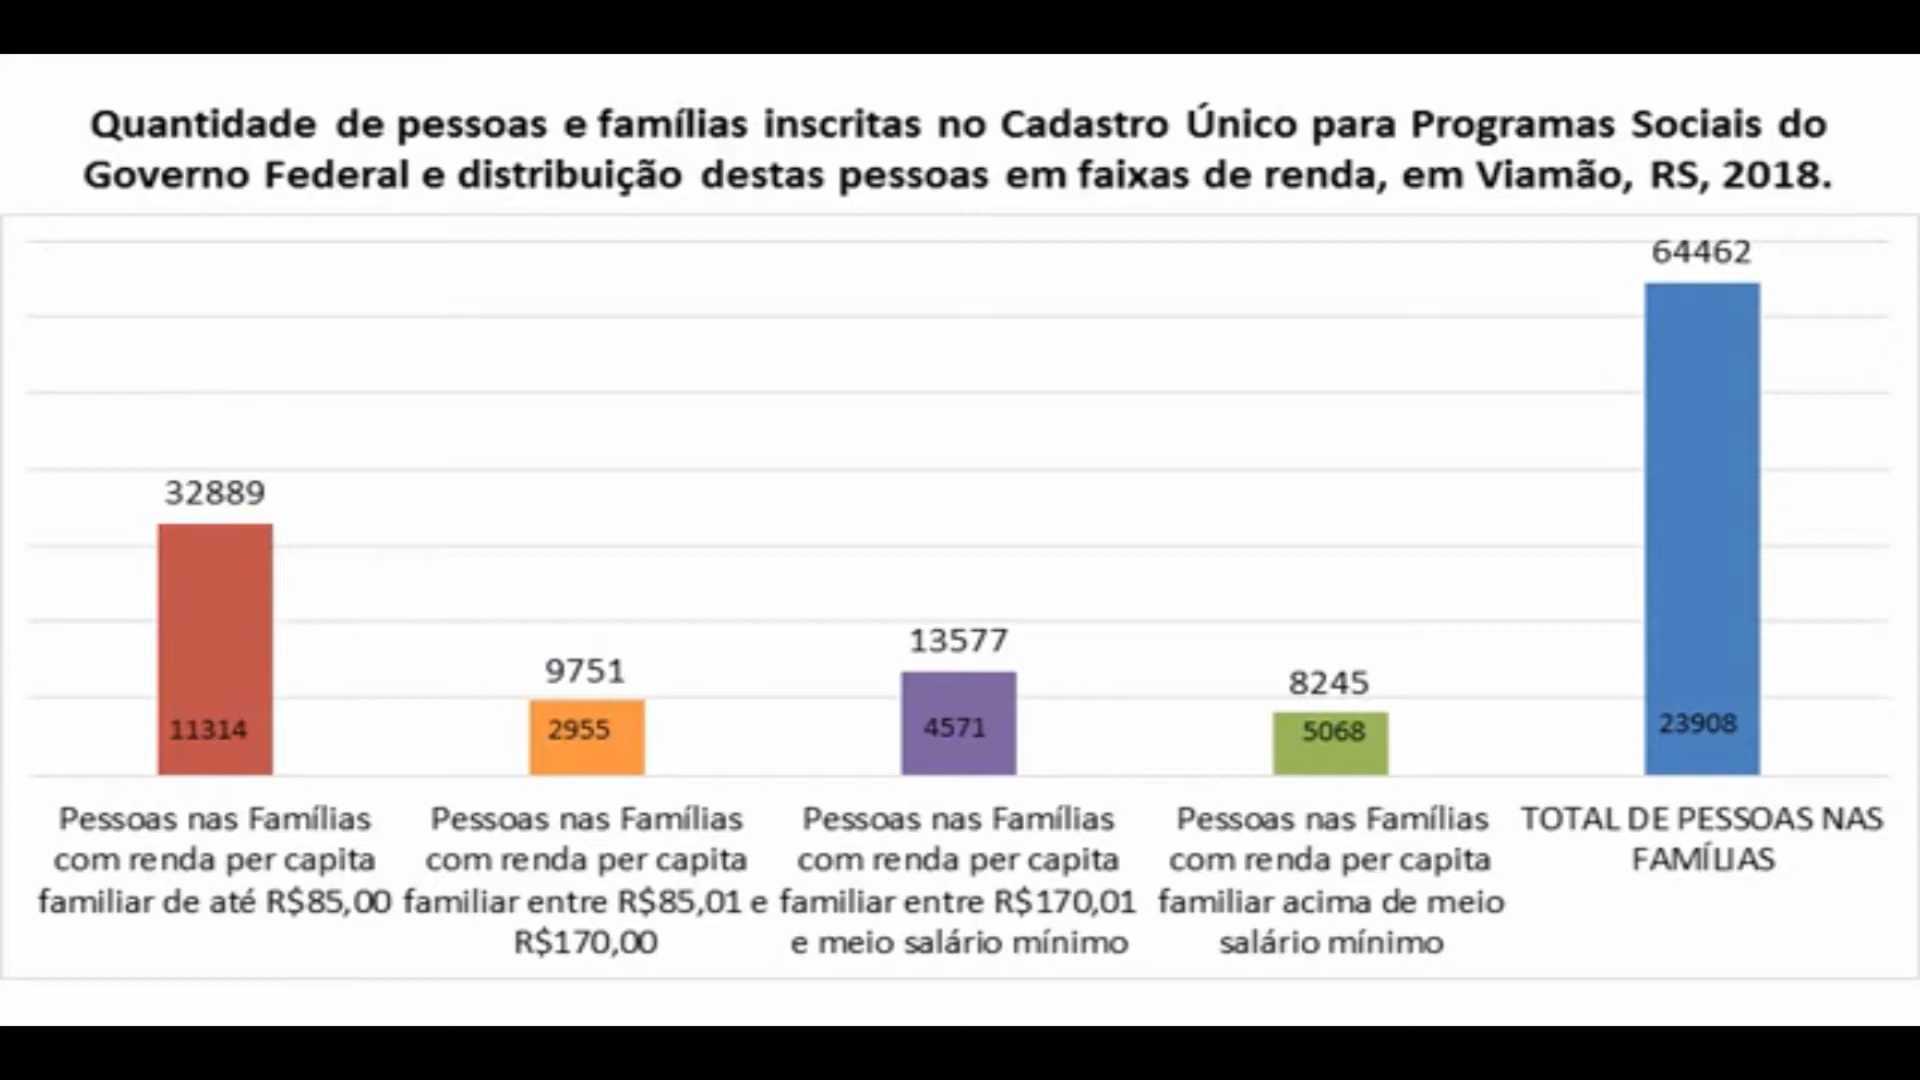 Quantidade de pessoas e famílias inscritas no Cadastro Único para Programas Sociais do
Governo Federal e distribuição destas pessoas em faixas de renda, em Viamão, RS, 2018.
64462
32889
13577
9751
8245
11314
2955
4571
5068
23908
Pessoas nas Famílias
com renda per capita
familiar de até R$85,00
Pessoas nas Famílias
com renda per capita
familiar entre R$85,01 e
R$170,00
Pessoas nas Famílias
com renda per capita
familiar entre R$170,01
e meio salário mínimo
Pessoas nas Famílias
com renda per capita
familiar acima de meio
salário mínimo
TOTAL DE PESSOAS NAS
FAMÍLIAS